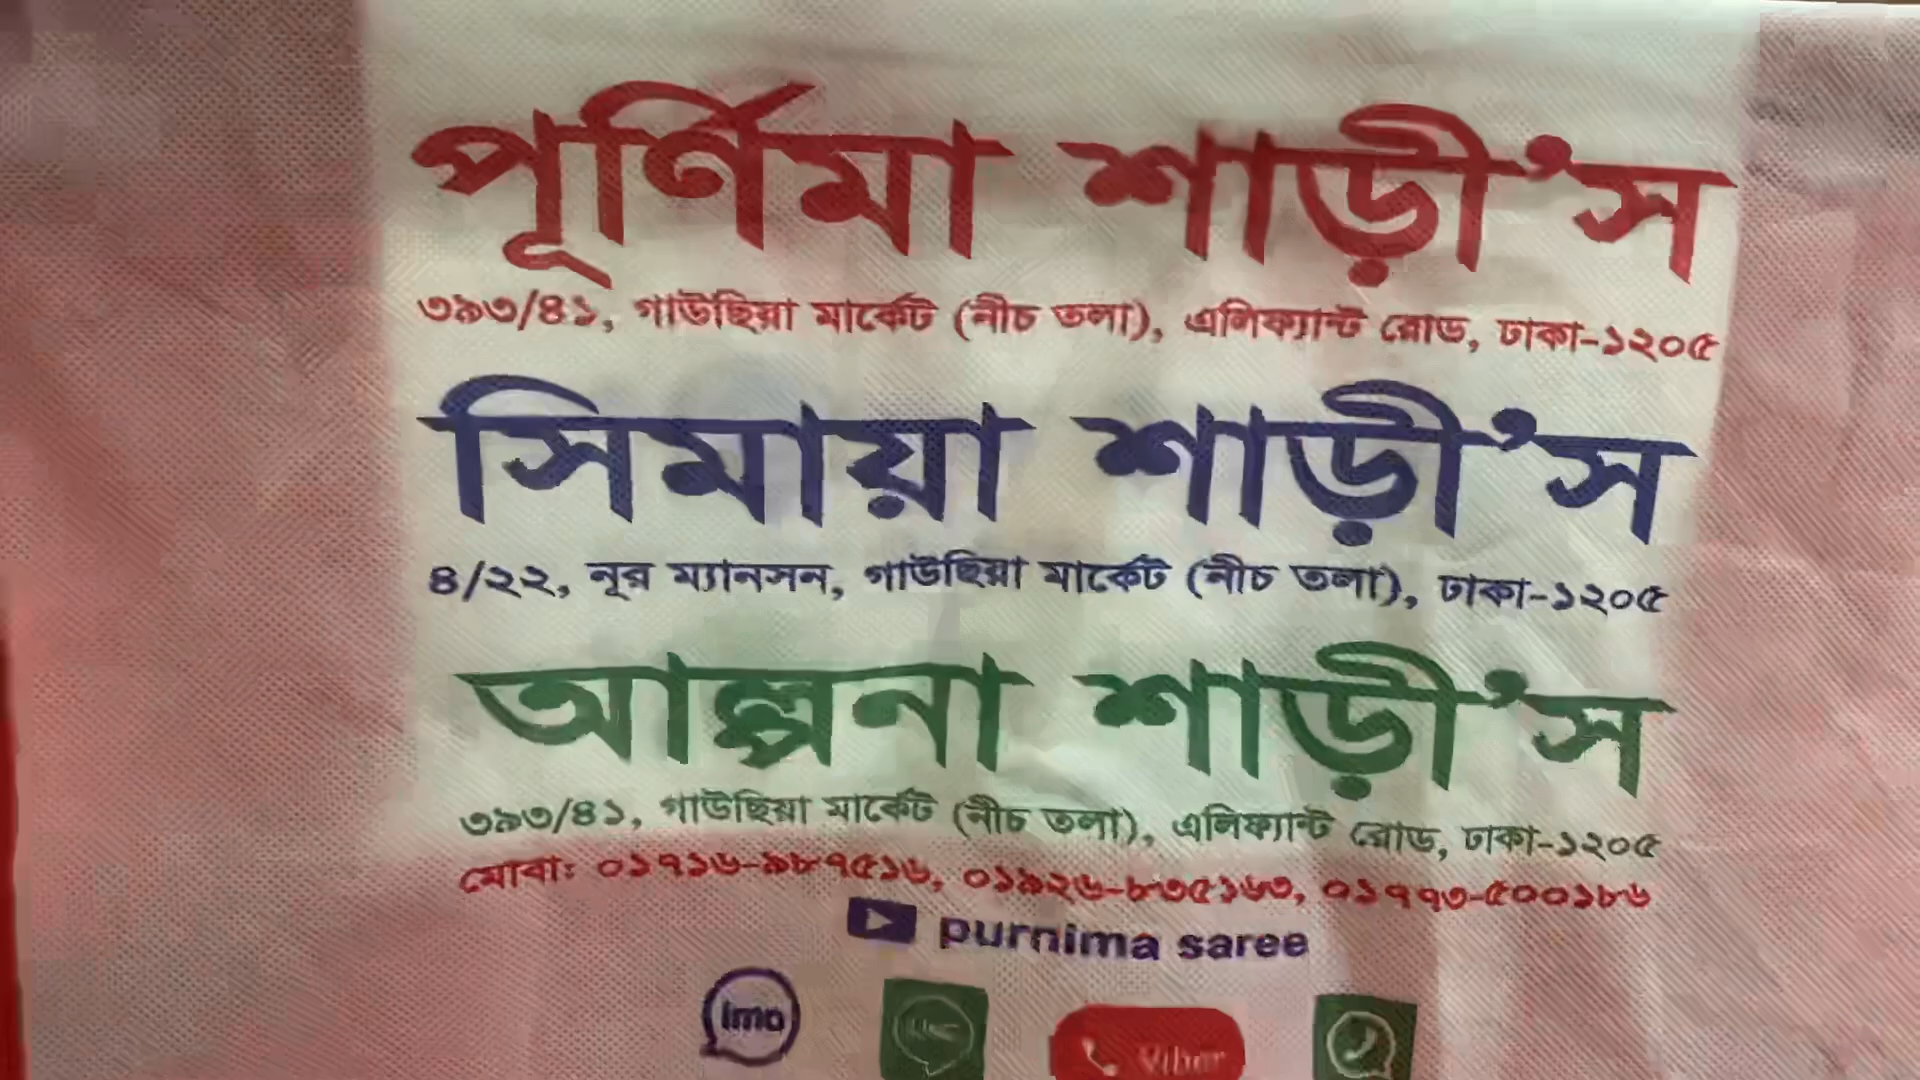 পূর্ণিমা শাড়ী’স
৩৯৩/৪১, গাউছিয়া মার্কেট (নীচ তলা), এলিফ্যান্ট রোড, ঢাকা-১২০৫
সিমায়া শাড়ী’স
৪/২২, নূর ম্যানসন, গাউছিয়া মার্কেট (নীচ তলা), ঢাকা-১২০৫
আল্পনা শাড়ী’স
৩৯৩/৪১, গাউছিয়া মার্কেট (নীচ তলা), এলিফ্যান্ট রোড, ঢাকা-১২০৫
মোবাঃ ০১৭১৬-৯৮৭৫১৬, ০১৯২৬-৮৩৫১৬৩, ০১৭৭৩-৫০০১৮৬
purnima saree
imo LINE Viber